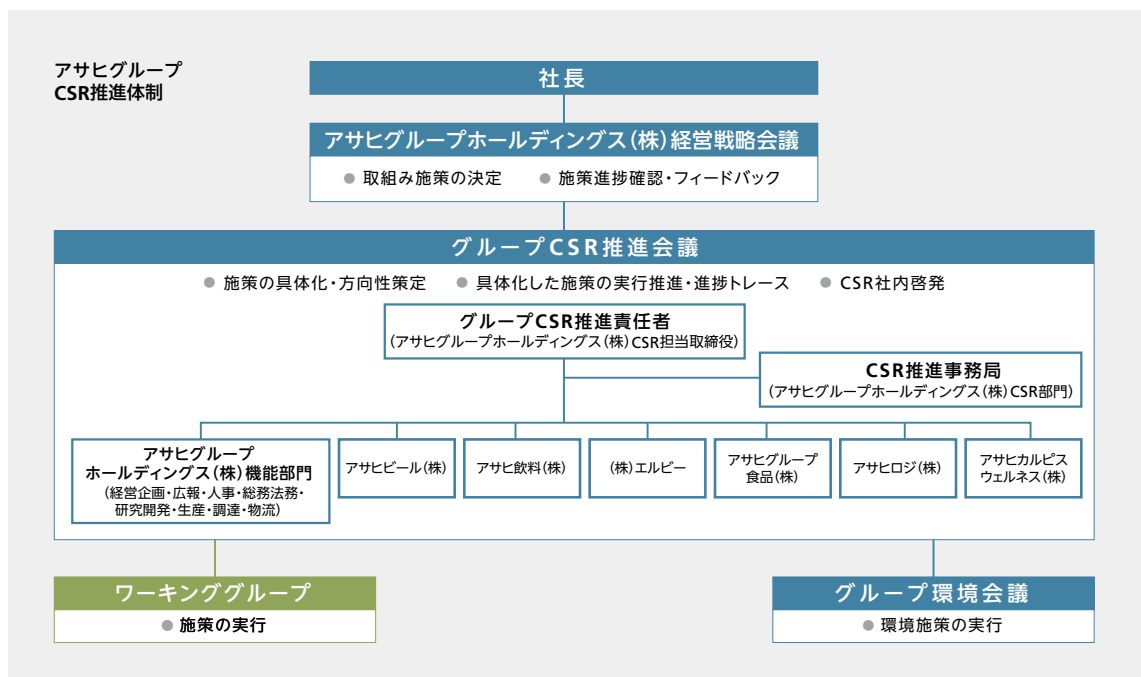 アサヒグループ
CSR推進体制
社長
アサヒグループホールディングス(株)経営戦略会議
● 取組み施策の決定　● 施策進捗確認・フィードバック
グループCSR推進会議
● 施策の具体化・方向性策定　● 具体化した施策の実行推進・進捗トレース　● CSR社内啓発
グループCSR推進責任者
(アサヒグループホールディングス(株)CSR担当取締役)
CSR推進事務局
(アサヒグループホールディングス(株)CSR部門)
アサヒグループ
ホールディングス(株)機能部門
(経営企画・広報・人事・総務法務・
研究開発・生産・調達・物流)
アサヒビール(株)
アサヒ飲料(株)
(株)エルビー
アサヒグループ
食品(株)
アサヒロジ(株)
アサヒカルピス
ウェルネス(株)
ワーキンググループ
● 施策の実行
グループ環境会議
● 環境施策の実行